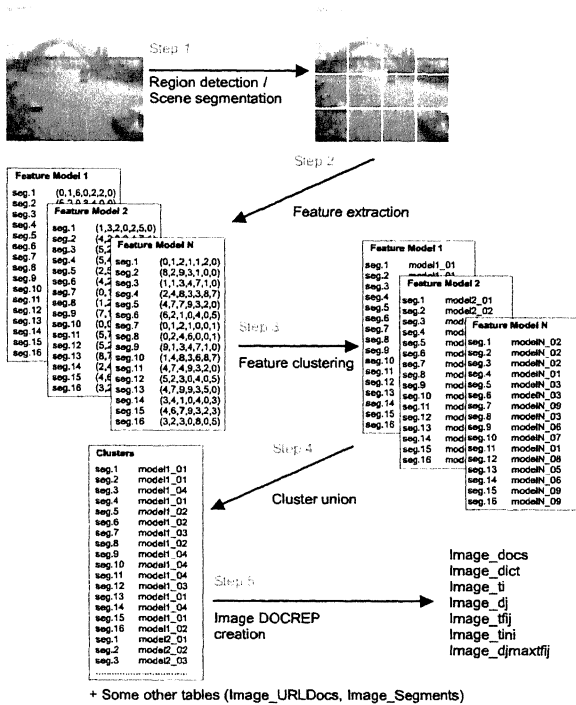 Step 1
Region detection /
Scene segmentation
Step 2
Feature extraction
Feature Model 1
seg.1 (0,1,6,0,2,2,0)
seg.2
seg.3
seg.4
seg.5
seg.6
seg.7
seg.8
seg.9
seg.10
seg.11
seg.12
seg.13
seg.14
seg.15
seg.16
Feature Model 2
seg.1 (1,3,2,0,2,5,0)
seg.2
seg.3
seg.4
seg.5
seg.6
seg.7
seg.8
seg.9
seg.10
seg.11
seg.12
seg.13
seg.14
seg.15
seg.16
Feature Model N
seg.1 (0,1,2,1,1,2,0)
seg.2 (8,2,9,3,1,0,0)
seg.3 (1,1,3,4,7,1,0)
seg.4 (2,4,8,3,3,8,7)
seg.5 (4,7,7,9,3,2,0)
seg.6 (6,2,1,0,4,0,5)
seg.7 (0,1,2,1,0,0,1)
seg.8 (0,2,4,6,0,0,1)
seg.9 (0,1,3,4,7,1,0)
seg.10 (1,4,8,3,6,8,7)
seg.11 (4,7,4,9,3,2,0)
seg.12 (5,2,3,0,4,0,5)
seg.13 (4,7,9,9,3,5,0)
seg.14 (3,4,1,0,4,0,3)
seg.15 (4,6,7,9,3,2,3)
seg.16 (3,2,3,0,8,0,5)
Step 3
Feature clustering
Feature Model 1
seg.1 model1_01
seg.2
seg.3
seg.4
seg.5
seg.6
seg.7
seg.8
seg.9
seg.10
seg.11
seg.12
seg.13
seg.14
seg.15
seg.16
Feature Model 2
seg.1 model2_01
seg.2 model2_02
seg.3
seg.4
seg.5
seg.6
seg.7
seg.8
seg.9
seg.10
seg.11
seg.12
seg.13
seg.14
seg.15
seg.16
Feature Model N
seg.1 modelN_02
seg.2 modelN_02
seg.3 modelN_02
seg.4 modelN_01
seg.5 modelN_03
seg.6 modelN_03
seg.7 modelN_09
seg.8 modelN_03
seg.9 modelN_06
seg.10 modelN_07
seg.11 modelN_01
seg.12 modelN_08
seg.13 modelN_05
seg.14 modelN_06
seg.15 modelN_09
seg.16 modelN_09
Step 4
Cluster union
Clusters
seg.1 model1_01
seg.2 model1_01
seg.3 model1_04
seg.4 model1_01
seg.5 model1_02
seg.6 model1_02
seg.7 model1_03
seg.8 model1_02
seg.9 model1_04
seg.10 model1_04
seg.11 model1_04
seg.12 model1_03
seg.13 model1_01
seg.14 model1_04
seg.15 model1_01
seg.16 model1_02
seg.1 model2_01
seg.2 model2_02
seg.3 model2_03
Step 5
Image DOCREP
creation
Image_docs
Image_dict
Image_ti
Image_dj
Image_tfij
Image_tini
Image_djmaxtfij
+ Some other tables (Image_URLDocs, Image_Segments)